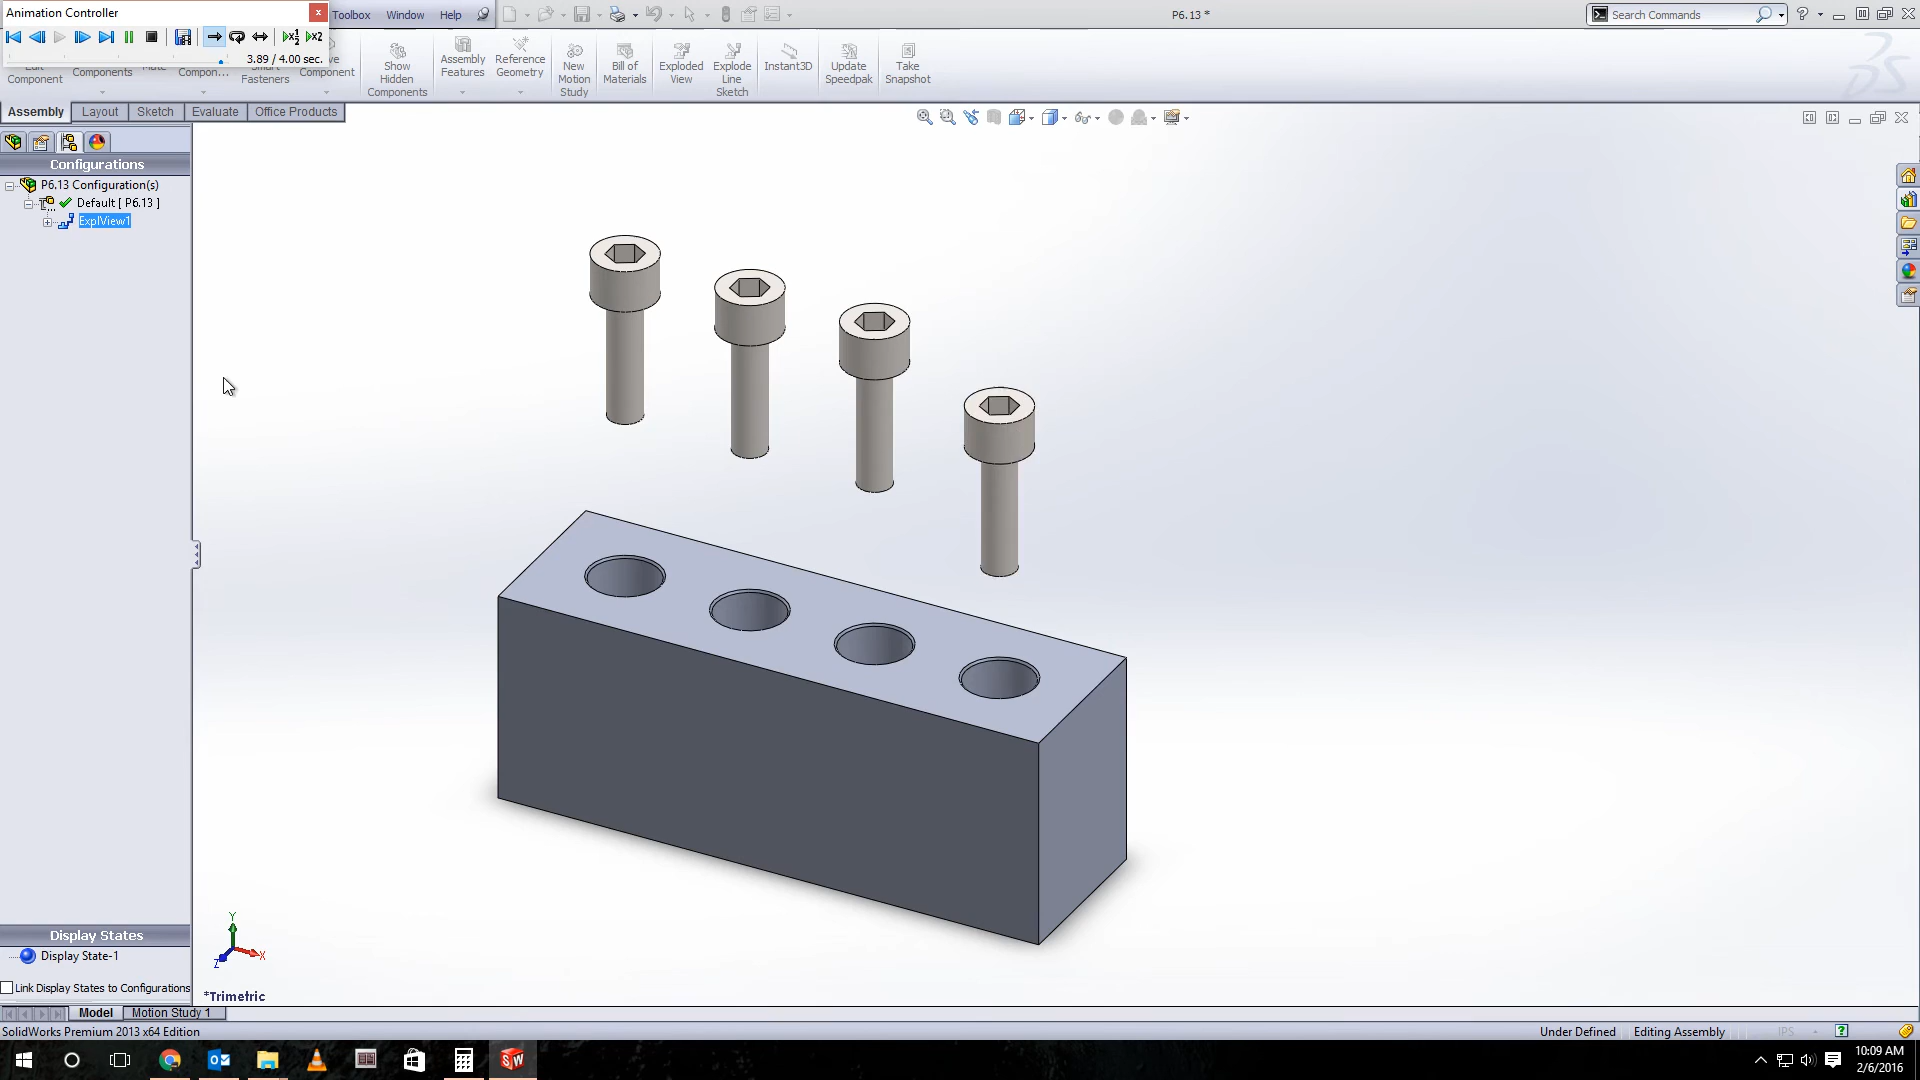 Animation Controller
Toolbox
Window
Help
P6.13 *
Search Commands
3.89 / 4.00 sec.
Component
Components
Compon...
Smart
Fasteners
Component
Show
Hidden
Components
Assembly
Features
Reference
Geometry
New
Motion
Study
Bill of
Materials
Exploded
View
Explode
Line
Sketch
Instant3D
Update
Speedpak
Take
Snapshot
Assembly
Layout
Sketch
Evaluate
Office Products
Configurations
P6.13 Configuration(s)
Default [ P6.13 ]
ExplView1
Display States
Display State-1
Link Display States to Configurations
Y
X
Z
*Trimetric
Model
Motion Study 1
SolidWorks Premium 2013 x64 Edition
Under Defined
Editing Assembly
IPS
10:09 AM
2/6/2016